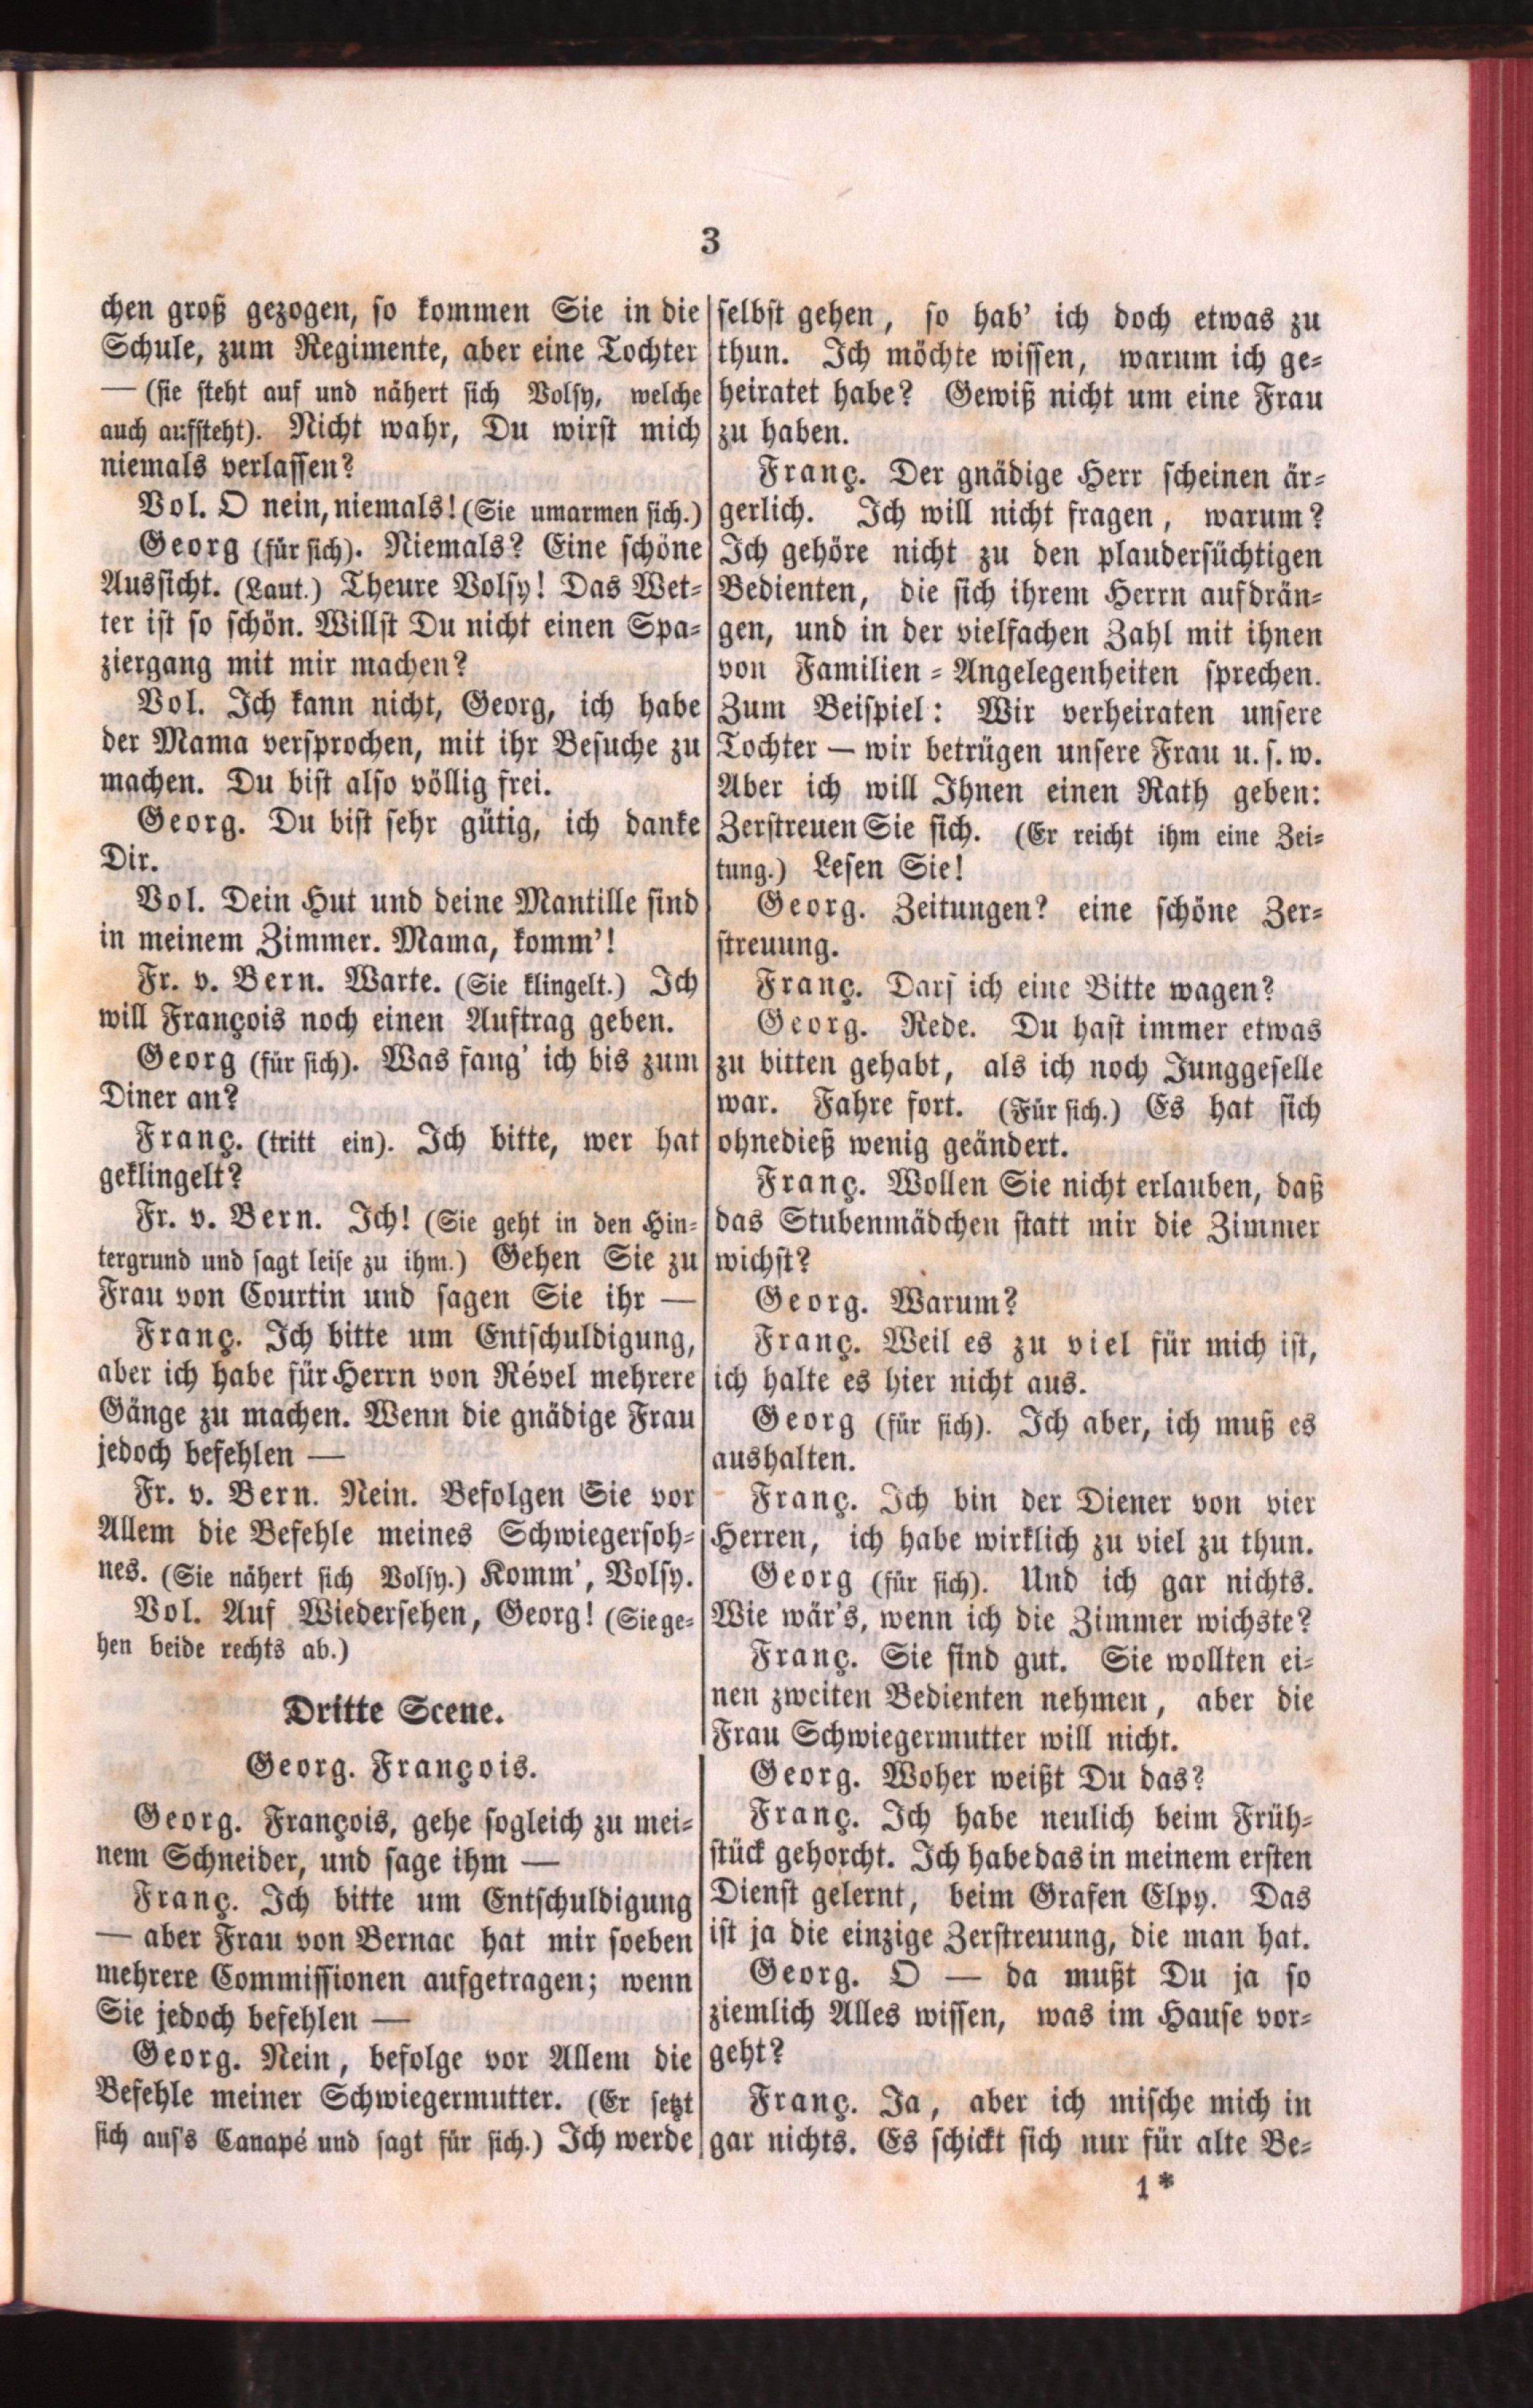 3
chen groß gezogen, so kommen Sie in die
Schule, zum Regimente, aber eine Tochter
— (sie steht auf und nähert sich Volsy, welche
auch aufsteht). Nicht wahr, Du wirst mich
niemals verlassen?
Vol. O nein, niemals! (Sie umarmen sich.)
Georg (für sich). Niemals? Eine schöne
Aussicht. (Laut.) Theure Volsy! Das Wet-
ter ist so schön. Willst Du nicht einen Spa-
ziergang mit mir machen?
Vol. Ich kann nicht, Georg, ich habe
der Mama versprochen, mit ihr Besuche zu
machen. Du bist also völlig frei.
Georg. Du bist sehr gütig, ich danke
Dir.
Vol. Dein Hut und deine Mantille sind
in meinem Zimmer. Mama, komm'!
Fr. v. Bern. Warte. (Sie klingelt.) Ich
will François noch einen Auftrag geben.
Georg (für sich). Was fang' ich bis zum
Diner an?
Franç. (tritt ein). Ich bitte, wer hat
geklingelt?
Fr. v. Bern. Ich! (Sie geht in den Hin-
tergrund und sagt leise zu ihm.) Gehen Sie zu
Frau von Courtin und sagen Sie ihr —
Franç. Ich bitte um Entschuldigung,
aber ich habe für Herrn von Rével mehrere
Gänge zu machen. Wenn die gnädige Frau
jedoch befehlen —
Fr. v. Bern. Nein. Befolgen Sie vor
Allem die Befehle meines Schwiegersoh-
nes. (Sie nähert sich Volsy.) Komm', Volsy.
Vol. Auf Wiedersehen, Georg! (Sie ge-
hen beide rechts ab.)
Dritte Scene.
Georg. François.
Georg. François, gehe sogleich zu mei-
nem Schneider, und sage ihm —
Franç. Ich bitte um Entschuldigung
— aber Frau von Bernac hat mir soeben
mehrere Commissionen aufgetragen; wenn
Sie jedoch befehlen —
Georg. Nein, befolge vor Allem die
Befehle meiner Schwiegermutter. (Er setzt
sich auf's Canapé und sagt für sich.) Ich werde
selbst gehen, so hab' ich doch etwas zu
thun. Ich möchte wissen, warum ich ge-
heiratet habe? Gewiß nicht um eine Frau
zu haben.
Franç. Der gnädige Herr scheinen är-
gerlich. Ich will nicht fragen, warum?
Ich gehöre nicht zu den plaudersüchtigen
Bedienten, die sich ihrem Herrn aufdrän-
gen, und in der vielfachen Zahl mit ihnen
von Familien-Angelegenheiten sprechen.
Zum Beispiel: Wir verheiraten unsere
Tochter — wir betrügen unsere Frau u. s. w.
Aber ich will Ihnen einen Rath geben:
Zerstreuen Sie sich. (Er reicht ihm eine Zei-
tung.) Lesen Sie!
Georg. Zeitungen? eine schöne Zer-
streuung.
Franç. Darf ich eine Bitte wagen?
Georg. Rede. Du hast immer etwas
zu bitten gehabt, als ich noch Junggeselle
war. Fahre fort. (Für sich.) Es hat sich
ohnedieß wenig geändert.
Franç. Wollen Sie nicht erlauben, daß
das Stubenmädchen statt mir die Zimmer
wichst?
Georg. Warum?
Franç. Weil es zu viel für mich ist,
ich halte es hier nicht aus.
Georg (für sich). Ich aber, ich muß es
aushalten.
Franç. Ich bin der Diener von vier
Herren, ich habe wirklich zu viel zu thun.
Georg (für sich). Und ich gar nichts.
Wie wär's, wenn ich die Zimmer wichste?
Franç. Sie sind gut. Sie wollten ei-
nen zweiten Bedienten nehmen, aber die
Frau Schwiegermutter will nicht.
Georg. Woher weißt Du das?
Franç. Ich habe neulich beim Früh-
stück gehorcht. Ich habe das in meinem ersten
Dienst gelernt, beim Grafen Elpy. Das
ist ja die einzige Zerstreuung, die man hat.
Georg. O — da mußt Du ja so
ziemlich Alles wissen, was im Hause vor-
geht?
Franç. Ja, aber ich mische mich in
gar nichts. Es schickt sich nur für alte Be-
1*